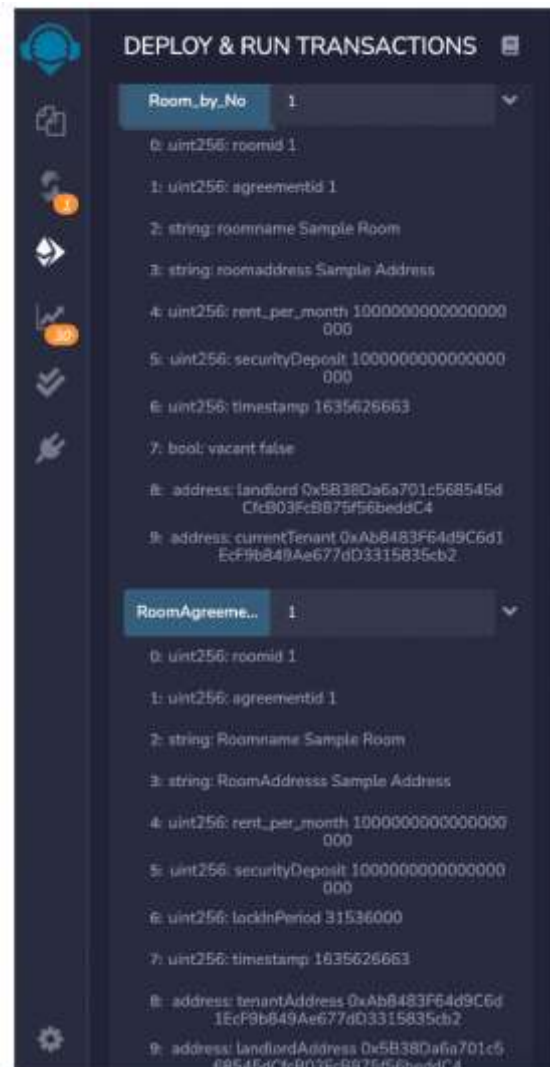 DEPLOY & RUN TRANSACTIONS
Room_by_No 1
0: uint256: roomid 1
1: uint256: agreementid 1
2: string: roomname Sample Room
3: string: roomaddress Sample Address
4: uint256: rent_per_month 1000000000000000
000
5: uint256: securityDeposit 1000000000000000
000
6: uint256: timestamp 1635626663
7: bool: vacant false
8: address: landlord 0x5B38Da6a701c568545d
CfcB03FcB875f56beddC4
9: address: currentTenant 0xAb8483F64d9C6d1
EcF9b849Ae677dD3315835cb2
RoomAgreeme... 1
0: uint256: roomid 1
1: uint256: agreementid 1
2: string: Roomname Sample Room
3: string: RoomAddresss Sample Address
4: uint256: rent_per_month 1000000000000000
000
5: uint256: securityDeposit 1000000000000000
000
6: uint256: lockInPeriod 31536000
7: uint256: timestamp 1635626663
8: address: tenantAddress 0xAb8483F64d9C6d
1EcF9b849Ae677dD3315835cb2
9: address: landlordAddress 0x5B38Da6a701c5
68545dCfcB03FcB875f56beddC4
1
30